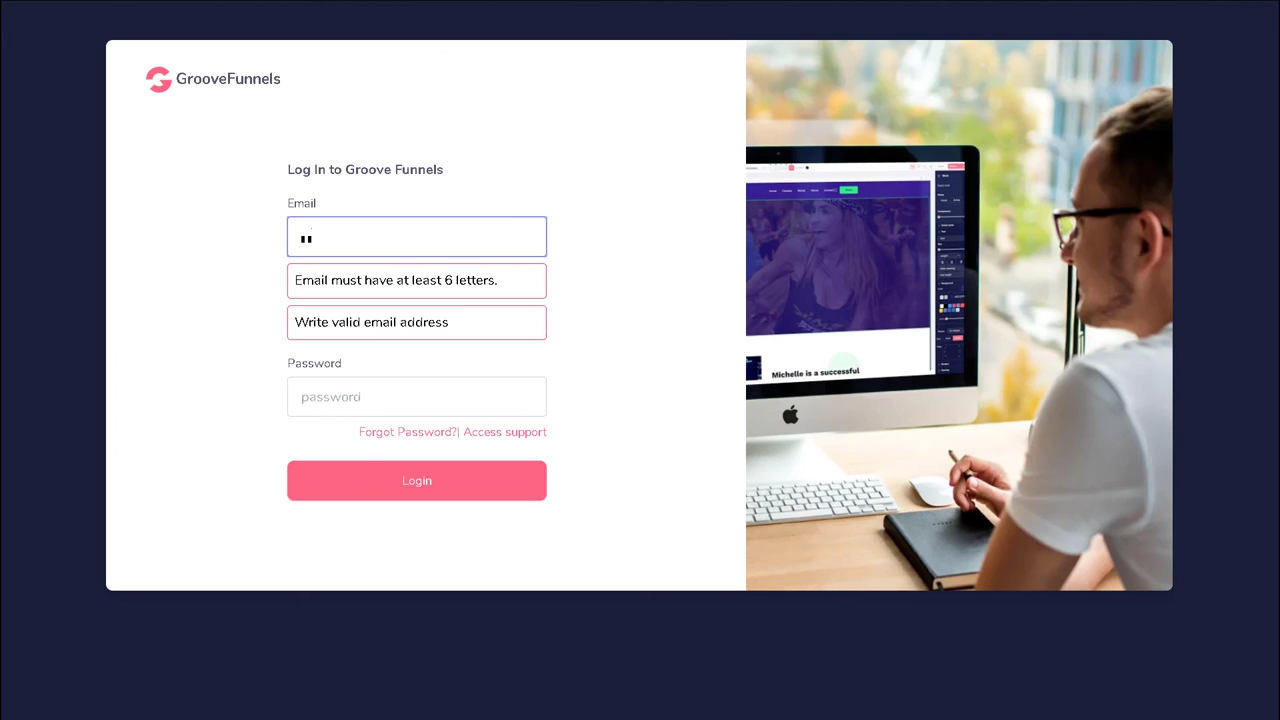 GrooveFunnels
Log In to Groove Funnels
Email
Email must have at least 6 letters.
Write valid email address
Password
password
Forgot Password?| Access support
Login
Michelle is a successful